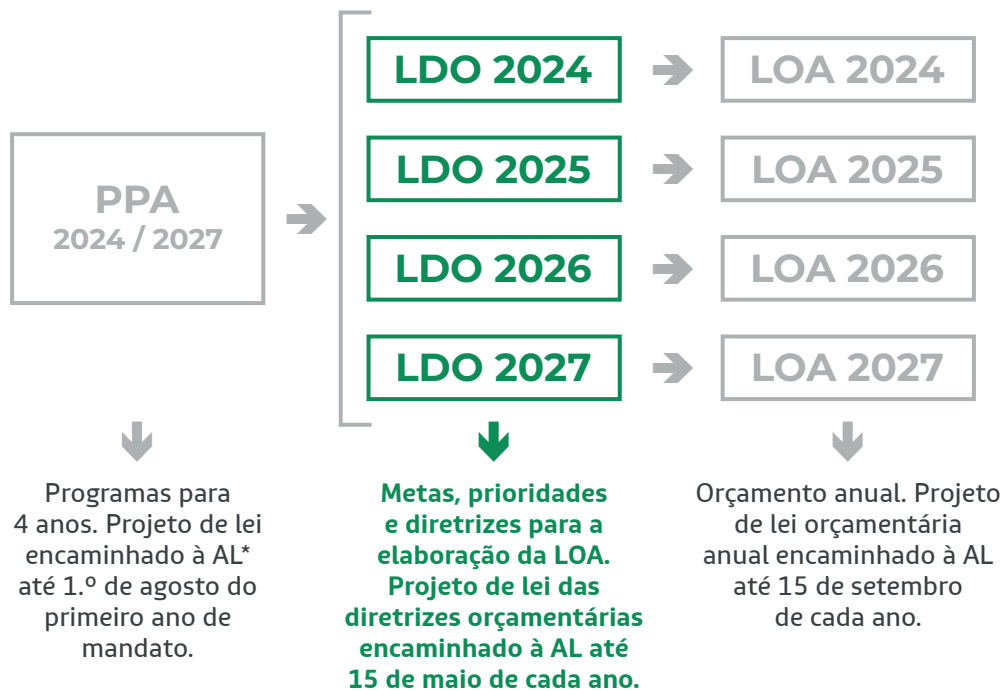 PPA
2024 / 2027
LDO 2024
LOA 2024
LDO 2025
LOA 2025
LDO 2026
LOA 2026
LDO 2027
LOA 2027
Programas para
4 anos. Projeto de lei
encaminhado à AL*
até 1.º de agosto do
primeiro ano de
mandato.
Metas, prioridades
e diretrizes para a
elaboração da LOA.
Projeto de lei das
diretrizes orçamentárias
encaminhado à AL até
15 de maio de cada ano.
Orçamento anual. Projeto
de lei orçamentária
anual encaminhado à AL
até 15 de setembro
de cada ano.